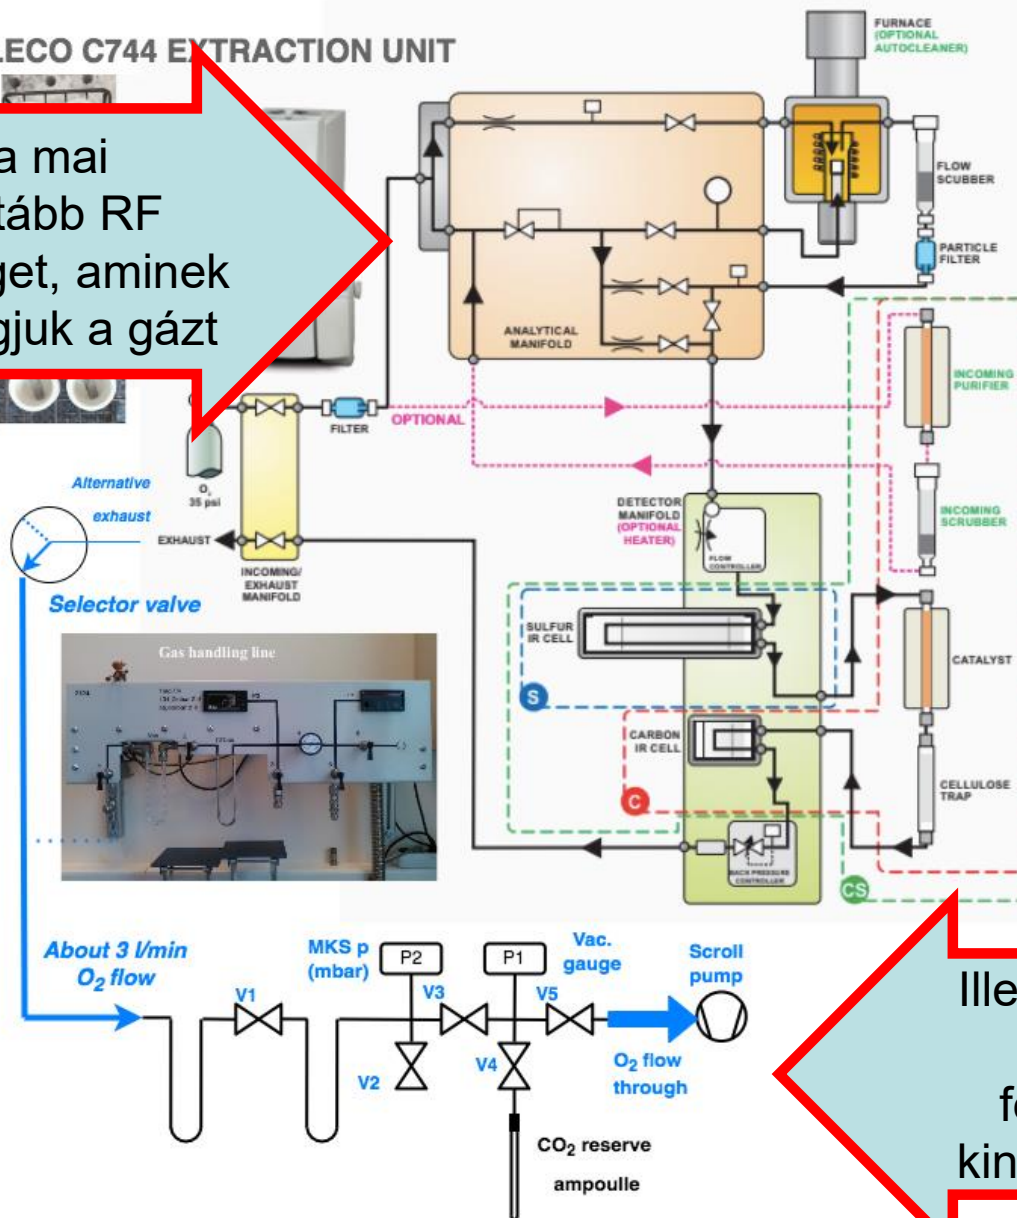 LECO C744 EXTRACTION UNIT
a mai
tább RF
get, aminek
gjuk a gázt
FURNACE
(OPTIONAL
AUTOCLEANER)
FLOW
SCRUBBER
PARTICLE
FILTER
ANALYTICAL
MANIFOLD
INCOMING
PURIFIER
FILTER
OPTIONAL
O₂
35 psi
Alternative
exhaust
EXHAUST
DETECTOR
MANIFOLD
(OPTIONAL
HEATER)
FLOW
CONTROLLER
INCOMING
SCRUBBER
INCOMING/
EXHAUST
MANIFOLD
Selector valve
SULFUR
IR CELL
CATALYST
Gas handling line
S
CARBON
IR CELL
CELLULOSE
TRAP
C
BACK PRESSURE
CONTROLLER
CS
About 3 l/min
O₂ flow
MKS p
(mbar)
P2
P1
Vac.
gauge
Scroll
pump
V1
V3
V5
V2
V4
O₂ flow
through
CO₂ reserve
ampoulle
Ille
fe
kin